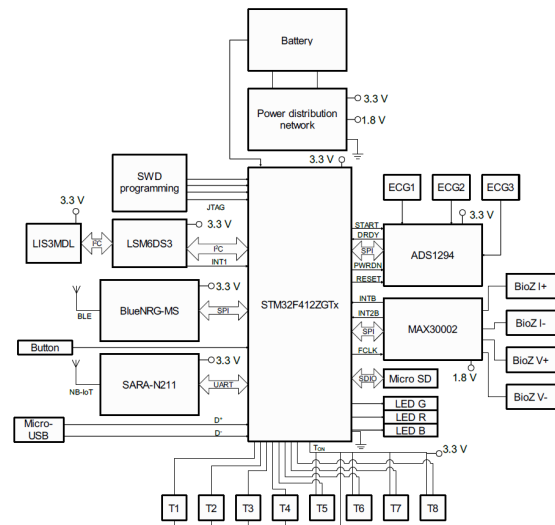 Battery
3.3 V
Power distribution
network
1.8 V
3.3 V
SWD
programming
JTAG
ECG1
ECG2
ECG3
3.3 V
3.3 V
3.3 V
LIS3MDL
I²C
LSM6DS3
I²C
INT1
STM32F412ZGTx
START
DRDY
SPI
PWRDN
RESET
ADS1294
BLE
BlueNRG-MS
3.3 V
SPI
INTB
INT2B
SPI
FCLK
MAX30002
1.8 V
BioZ I+
BioZ I-
BioZ V+
BioZ V-
Button
NB-IoT
SARA-N211
3.3 V
UART
SDIO
Micro SD
LED G
LED R
LED B
Micro-
USB
D+
D-
TON
3.3 V
T1
T2
T3
T4
T5
T6
T7
T8